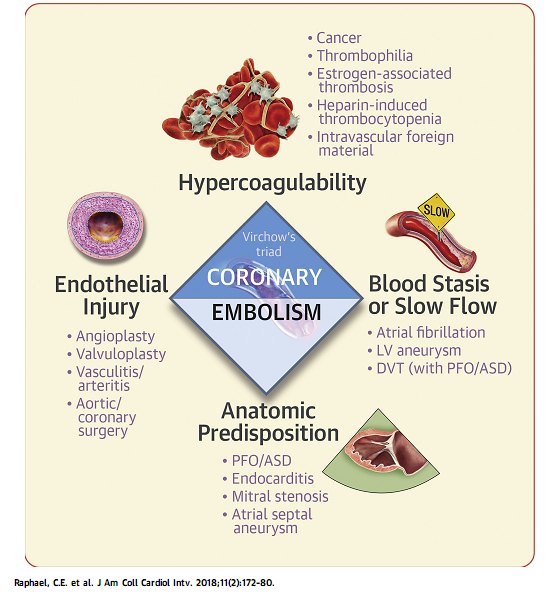 • Cancer
• Thrombophilia
• Estrogen-associated
thrombosis
• Heparin-induced
thrombocytopenia
• Intravascular foreign
material
Hypercoagulability
SLOW
Virchow's
triad
CORONARY
EMBOLISM
Endothelial
Injury
• Angioplasty
• Valvuloplasty
• Vasculitis/
arteritis
• Aortic/
coronary
surgery
Blood Stasis
or Slow Flow
• Atrial fibrillation
• LV aneurysm
• DVT (with PFO/ASD)
Anatomic
Predisposition
• PFO/ASD
• Endocarditis
• Mitral stenosis
• Atrial septal
aneurysm
Raphael, C.E. et al. J Am Coll Cardiol Intv. 2018;11(2):172-80.